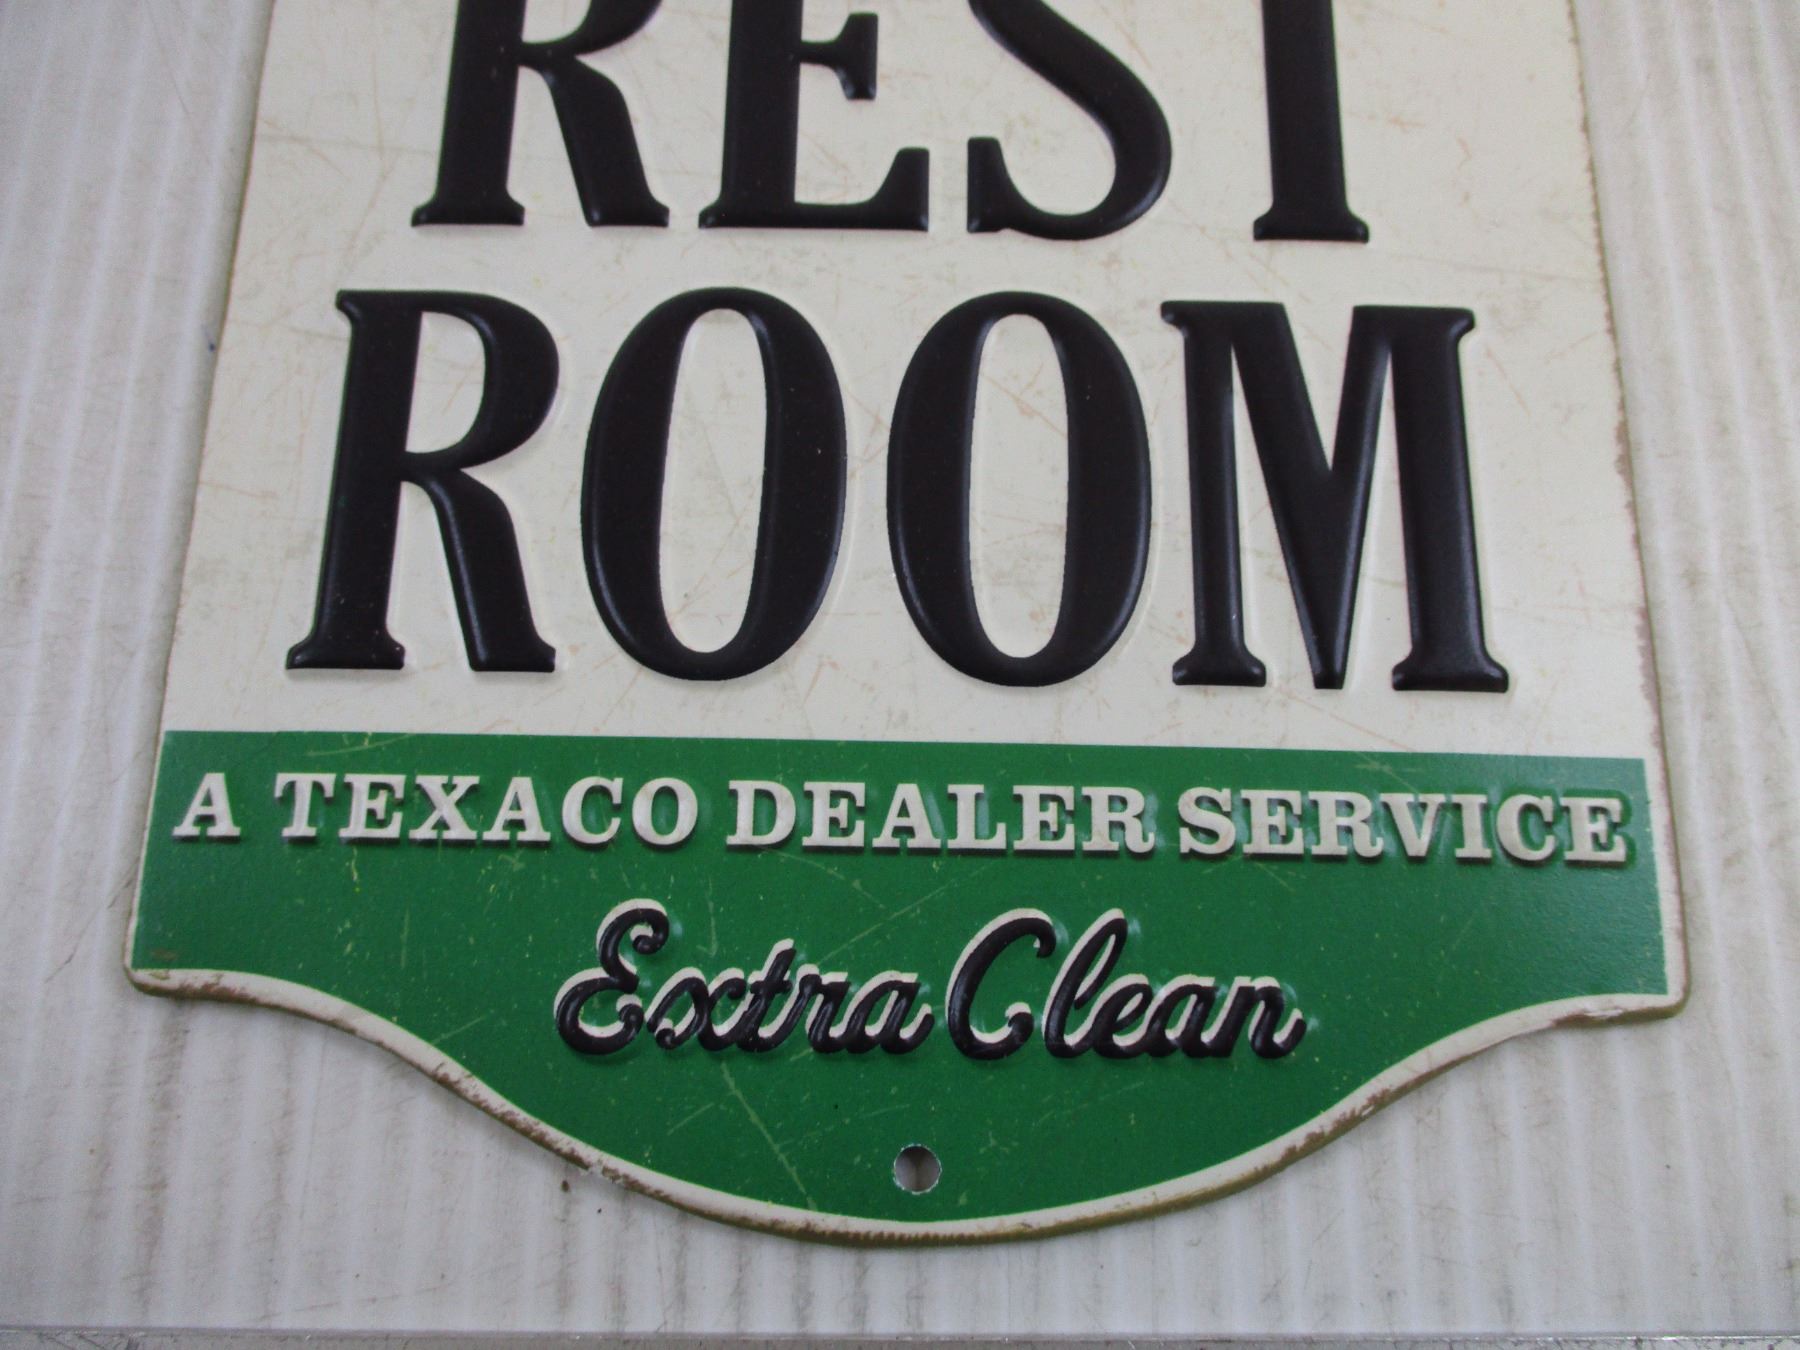 REST
ROOM
A TEXACO DEALER SERVICE
Extra Clean